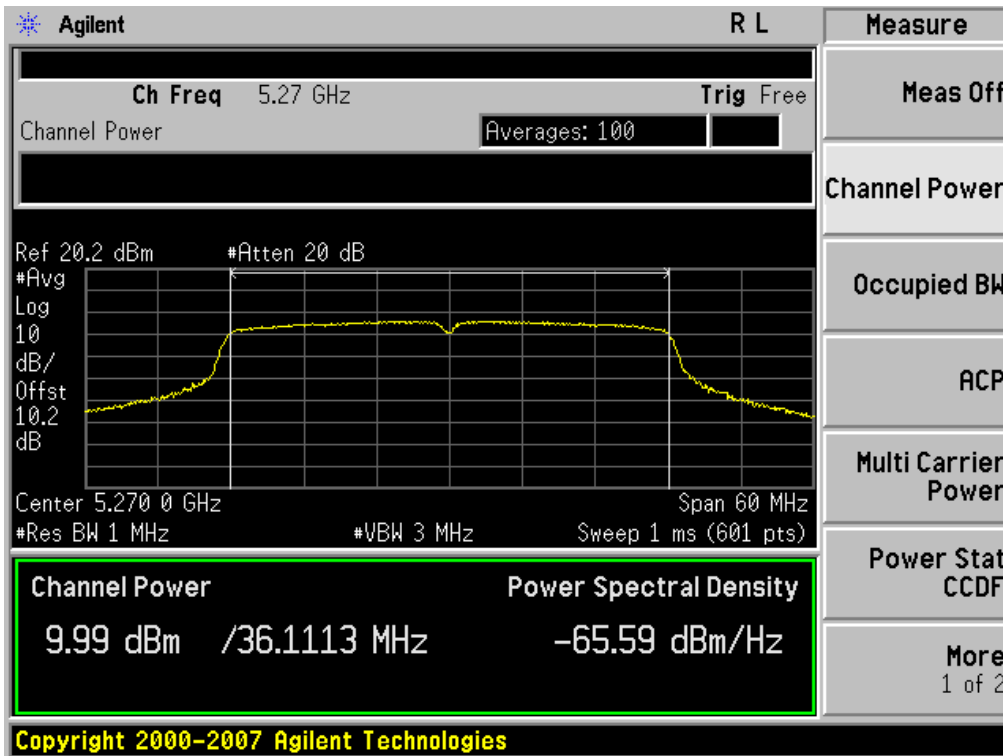 Agilent R L
Measure
Ch Freq 5.27 GHz Trig Free
Channel Power Averages: 100
Ref 20.2 dBm #Atten 20 dB
#Avg
Log
10
dB/
Offst
10.2
dB
Center 5.270 0 GHz Span 60 MHz
#Res BW 1 MHz #VBW 3 MHz Sweep 1 ms (601 pts)
Channel Power Power Spectral Density
9.99 dBm /36.1113 MHz -65.59 dBm/Hz
Meas Off
Channel Power
Occupied BW
ACP
Multi Carrier
Power
Power Stat
CCDF
More
1 of 2
Copyright 2000-2007 Agilent Technologies